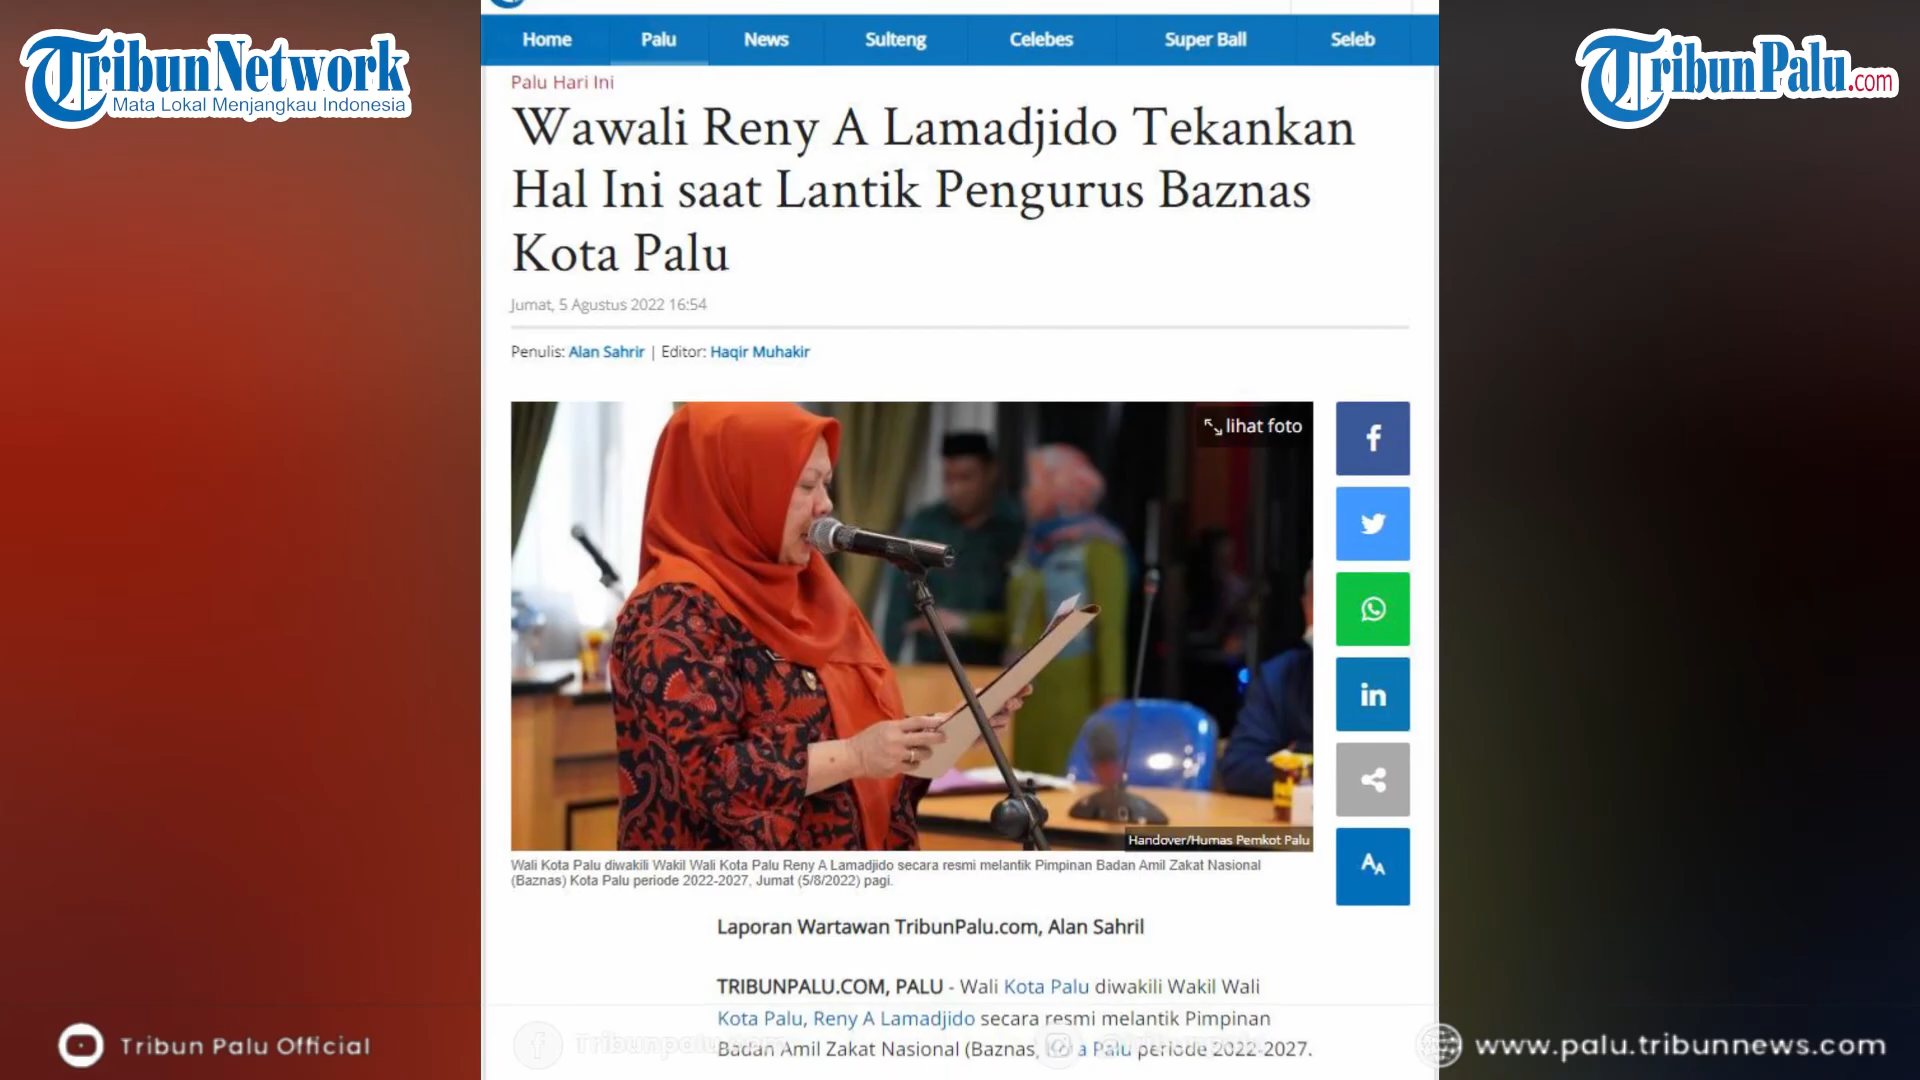 TribunNetwork
Mata Lokal Menjangkau Indonesia
TribunPalu.com
Home Palu News Sulteng Celebes Super Ball Seleb
Palu Hari Ini
Wawali Reny A Lamadjido Tekankan
Hal Ini saat Lantik Pengurus Baznas
Kota Palu
Jumat, 5 Agustus 2022 16:54
Penulis: Alan Sahrir | Editor: Haqir Muhakir
lihat foto
Handover/Humas Pemkot Palu
Wali Kota Palu diwakili Wakil Wali Kota Palu Reny A Lamadjido secara resmi melantik Pimpinan Badan Amil Zakat Nasional
(Baznas) Kota Palu periode 2022-2027, Jumat (5/8/2022) pagi.
Laporan Wartawan TribunPalu.com, Alan Sahril
TRIBUNPALU.COM, PALU - Wali Kota Palu diwakili Wakil Wali
Kota Palu, Reny A Lamadjido secara resmi melantik Pimpinan
Badan Amil Zakat Nasional (Baznas) Kota Palu periode 2022-2027.
Tribun Palu Official
www.palu.tribunnews.com